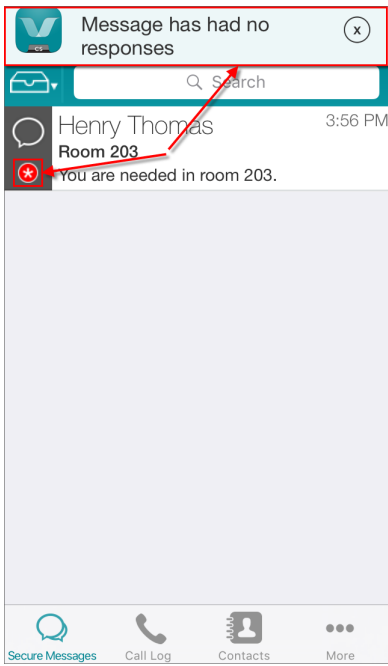 Message has had no
responses
x
cs
Search
Henry Thomas
3:56 PM
Room 203
You are needed in room 203.
Secure Messages
Call Log
Contacts
More